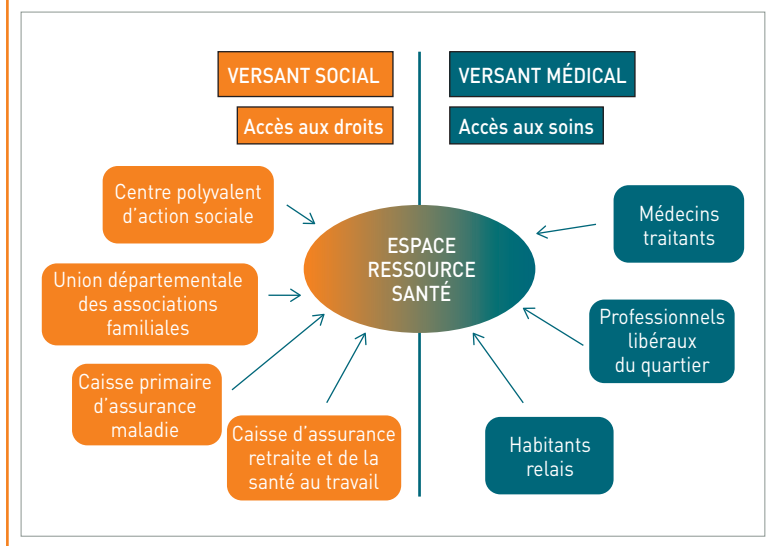 VERSANT SOCIAL
Accès aux droits
VERSANT MÉDICAL
Accès aux soins
Centre polyvalent
d'action sociale
Union départementale
des associations
familiales
Caisse primaire
d'assurance
maladie
Caisse d'assurance
retraite et de la
santé au travail
ESPACE
RESSOURCE
SANTÉ
Médecins
traitants
Professionnels
libéraux
du quartier
Habitants
relais